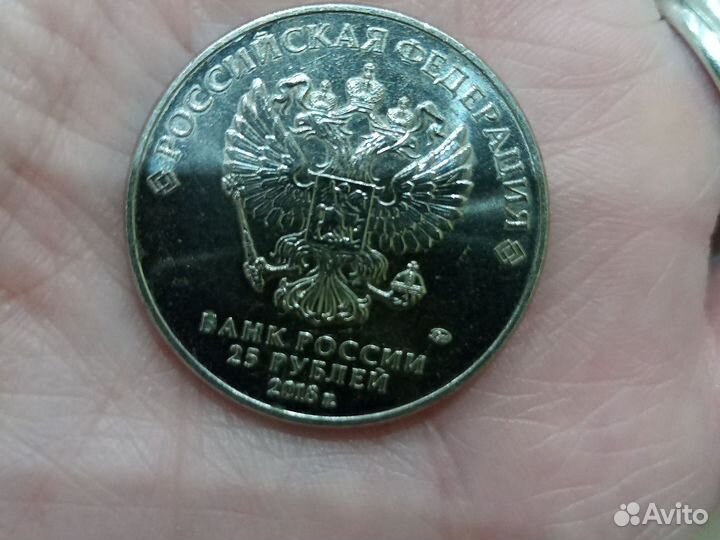 РОССИЙСКАЯ ФЕДЕРАЦИЯ
БАНК РОССИИ
25 РУБЛЕЙ
2018 г.
Avito